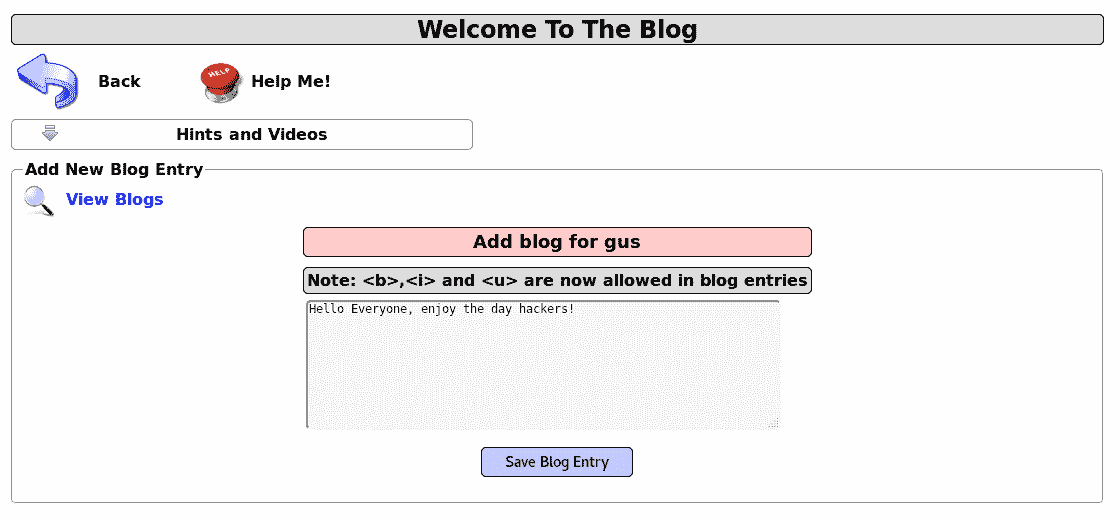 Welcome To The Blog
Back
HELP
Help Me!
Hints and Videos
Add New Blog Entry
View Blogs
Add blog for gus
Note: <b>,<i> and <u> are now allowed in blog entries
Hello Everyone, enjoy the day hackers!
Save Blog Entry